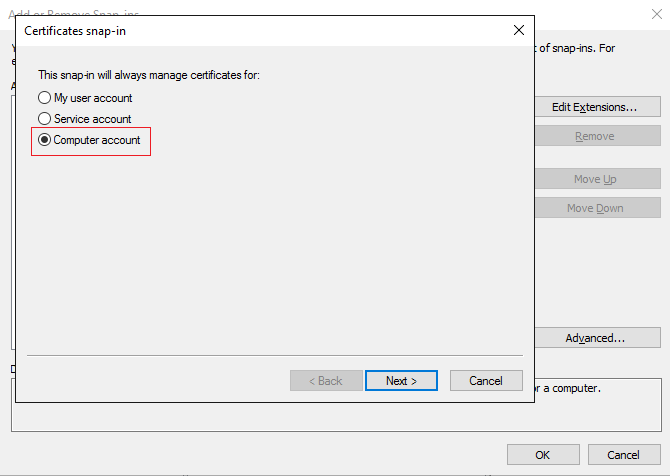 Add or Remove Snap-ins
Certificates snap-in
t of snap-ins. For
This snap-in will always manage certificates for:
My user account
Service account
Computer account
Edit Extensions...
Remove
Move Up
Move Down
Advanced...
< Back
Next >
Cancel
or a computer.
OK
Cancel